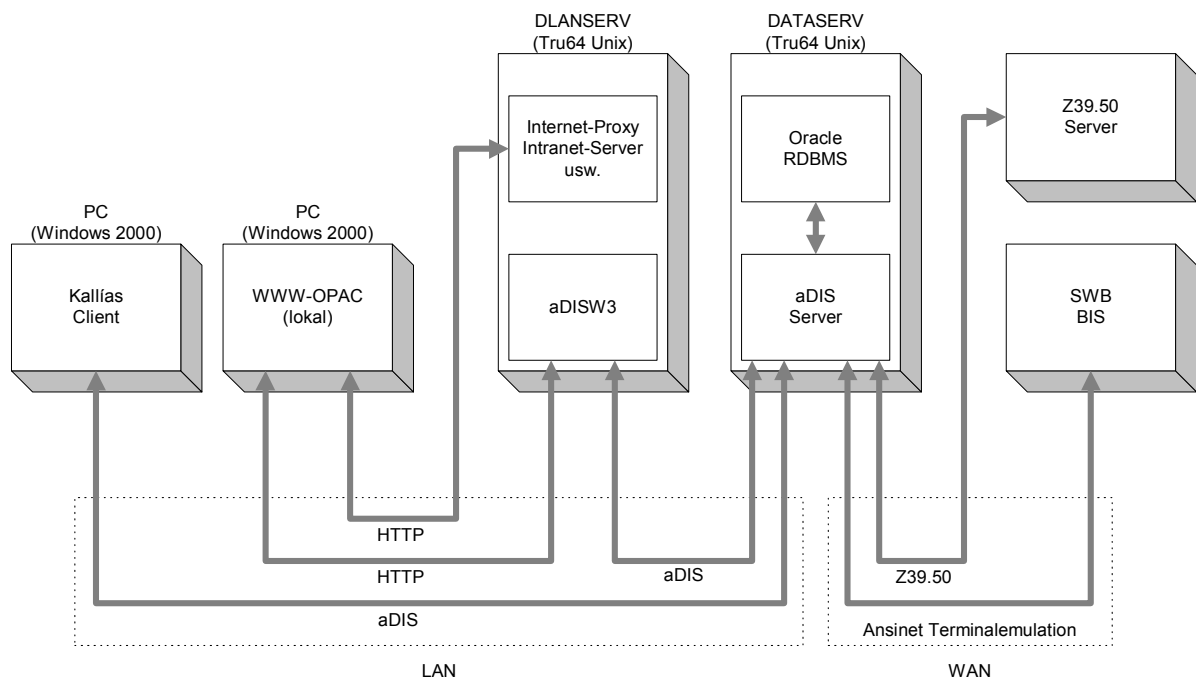 DLANSERV
(Tru64 Unix)
DATASERV
(Tru64 Unix)
Internet-Proxy
Intranet-Server
usw.
Oracle
RDBMS
Z39.50
Server
PC
(Windows 2000)
PC
(Windows 2000)
Kallías
Client
WWW-OPAC
(lokal)
aDISW3
aDIS
Server
SWB
BIS
HTTP
HTTP
aDIS
Z39.50
aDIS
Ansinet Terminalemulation
LAN
WAN